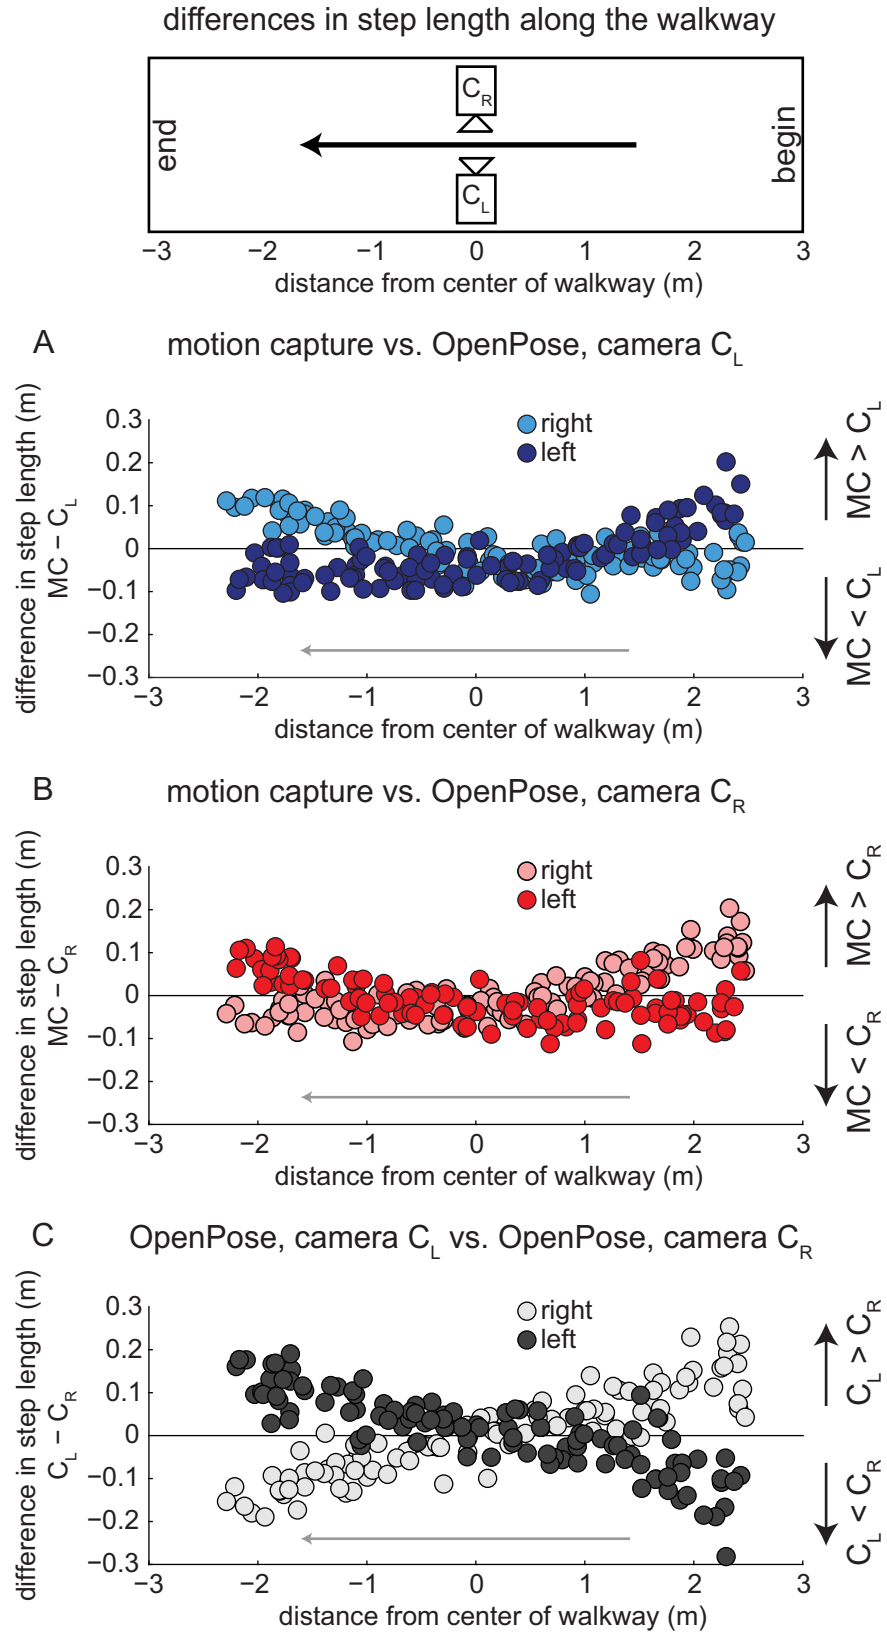 differences in step length along the walkway
C_R
end
begin
C_L
−3 −2 −1 0 1 2 3
distance from center of walkway (m)
A
motion capture vs. OpenPose, camera C_L
difference in step length (m)
MC − C_L
0.3
0.2
0.1
0
−0.1
−0.2
−0.3
right
left
MC > C_L
MC < C_L
−3 −2 −1 0 1 2 3
distance from center of walkway (m)
B
motion capture vs. OpenPose, camera C_R
difference in step length (m)
MC − C_R
0.3
0.2
0.1
0
−0.1
−0.2
−0.3
right
left
MC > C_R
MC < C_R
−3 −2 −1 0 1 2 3
distance from center of walkway (m)
C
OpenPose, camera C_L vs. OpenPose, camera C_R
difference in step length (m)
C_L − C_R
0.3
0.2
0.1
0
−0.1
−0.2
−0.3
right
left
C_L > C_R
C_L < C_R
−3 −2 −1 0 1 2 3
distance from center of walkway (m)